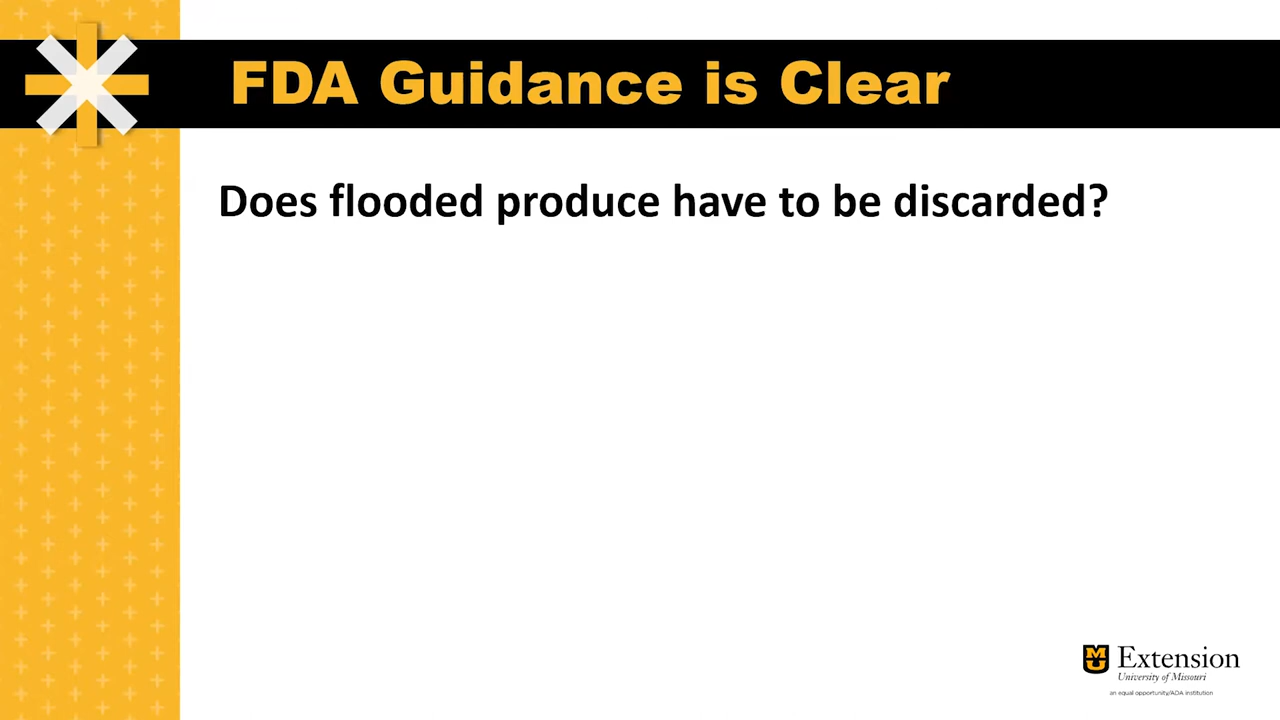 FDA Guidance is Clear
Does flooded produce have to be discarded?
MU
Extension
University of Missouri
an equal opportunity/ADA institution